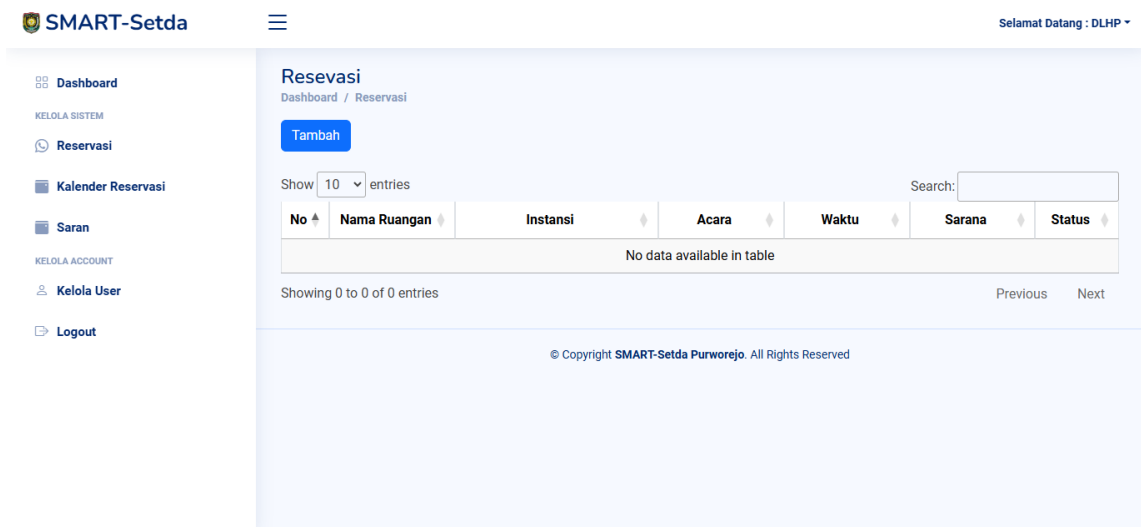 SMART-Setda
Selamat Datang : DLHP
Dashboard
KELOLA SISTEM
Reservasi
Kalender Reservasi
Saran
KELOLA ACCOUNT
Kelola User
Logout
Resevasi
Dashboard / Reservasi
Tambah
Show 10 entries
Search:
No Nama Ruangan Instansi Acara Waktu Sarana Status
No data available in table
Showing 0 to 0 of 0 entries
Previous Next
© Copyright SMART-Setda Purworejo. All Rights Reserved